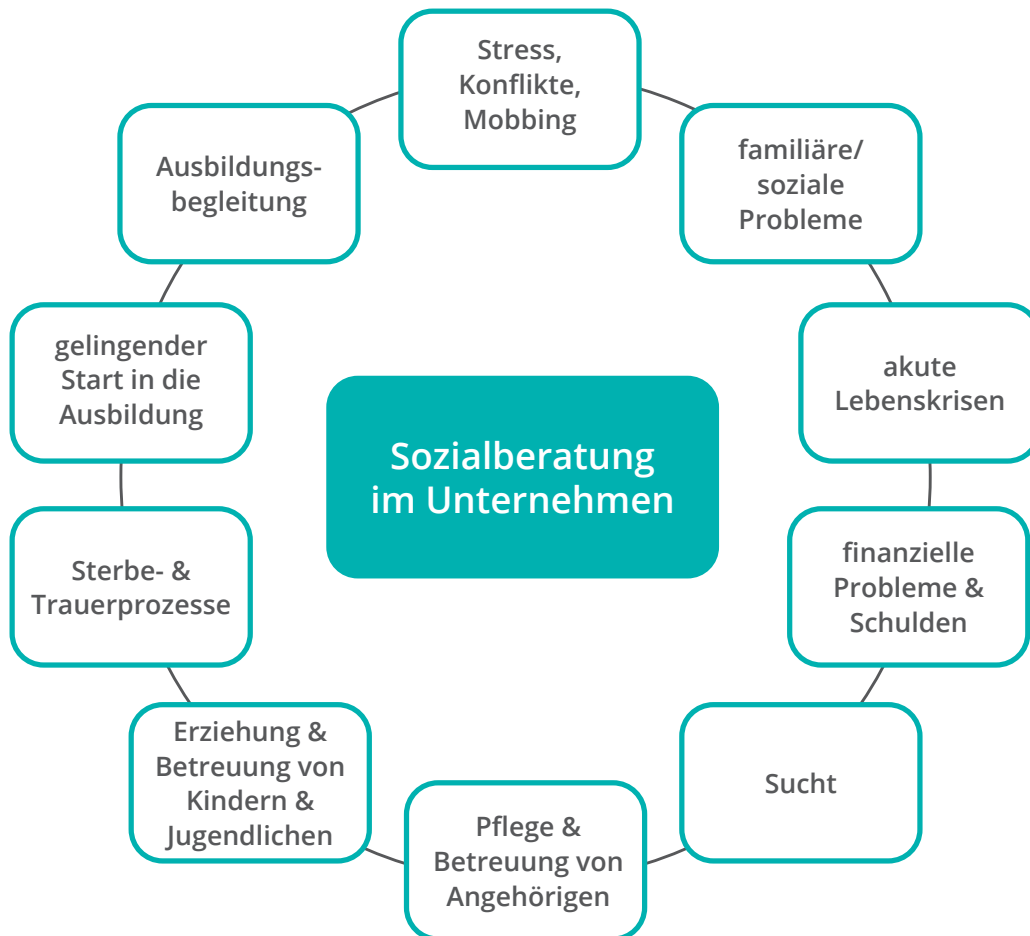 Stress,
Konflikte,
Mobbing
familiäre/
soziale
Probleme
akute
Lebenskrisen
finanzielle
Probleme &
Schulden
Sucht
Pflege &
Betreuung von
Angehörigen
Erziehung &
Betreuung von
Kindern &
Jugendlichen
Sterbe- &
Trauerprozesse
gelingender
Start in die
Ausbildung
Ausbildungs-
begleitung
Sozialberatung
im Unternehmen